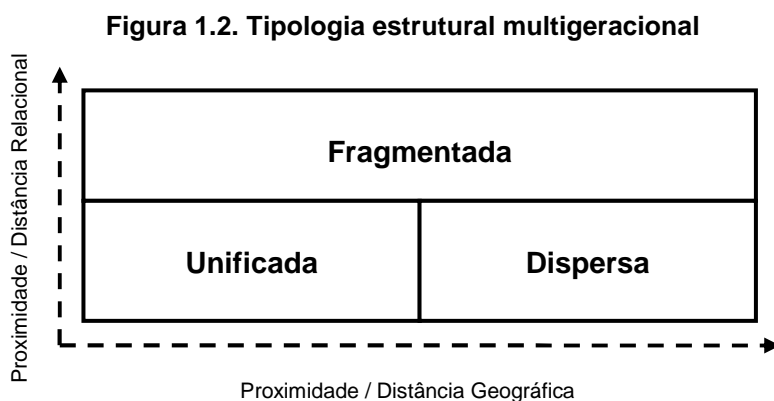 Figura 1.2. Tipologia estrutural multigeracional
Proximidade / Distância Relacional
Fragmentada
Unificada
Dispersa
Proximidade / Distância Geográfica